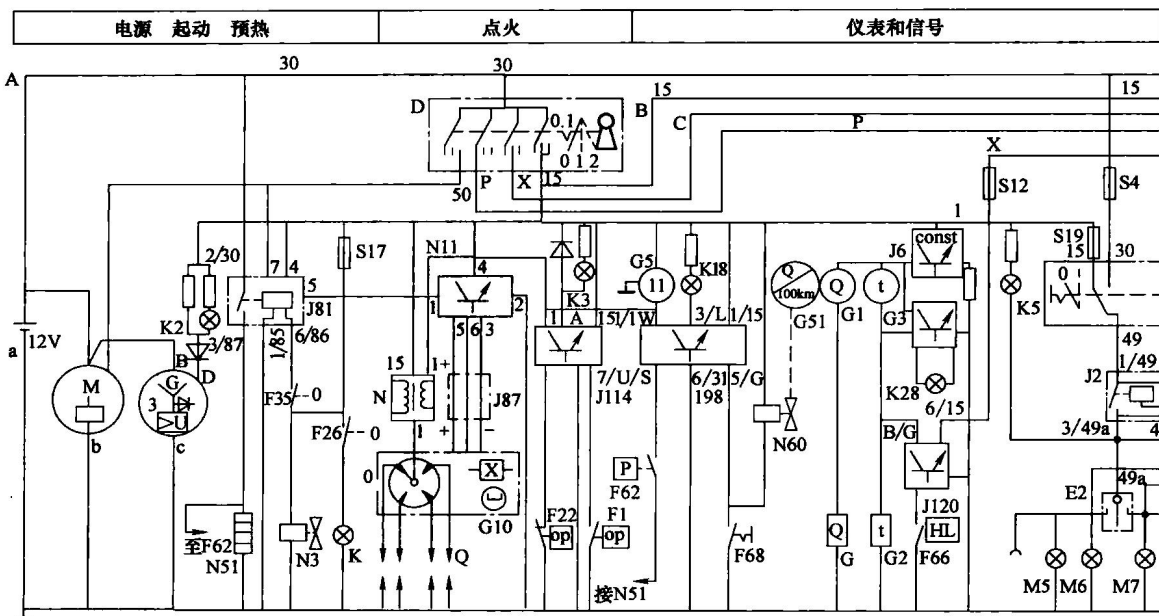 电源 起动 预热
点火
仪表和信号
A
30
30
15
15
D
B
C
P
0.1
0 1 2
50
P
X
15
X
S12
S4
1
2/30
7 4
S17
N11
4
5
J81
1
2
G5
11
K18
Q
100km
J6
const
S19
15
30
Q
t
0
K5
K2
3/87
1/85
6/86
5 6 3
K3
1
A
15
1/1W
3/L
1/15
G51
G1
G3
12V
a
B
D
49
1/49
M
G
3
U
F35
0
15
1
+
N
J87
7/U/S
J114
6/31
5/G
198
K28
6/15
J2
b
c
F26
0
1
+
−
B/G
N60
3/49a
4
0
X
P
F62
49a
E2
G10
F22
op
F1
op
J120
HL
至F62
N51
N3
K
Q
F68
Q
G
t
G2
F66
接N51
M5
M6
M7